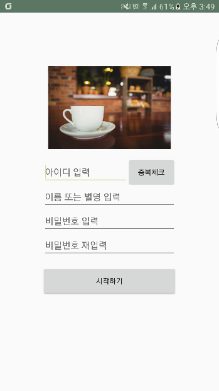 61% 오후 3:49
아이디 입력
중복체크
이름 또는 별명 입력
비밀번호 입력
비밀번호 재입력
시작하기